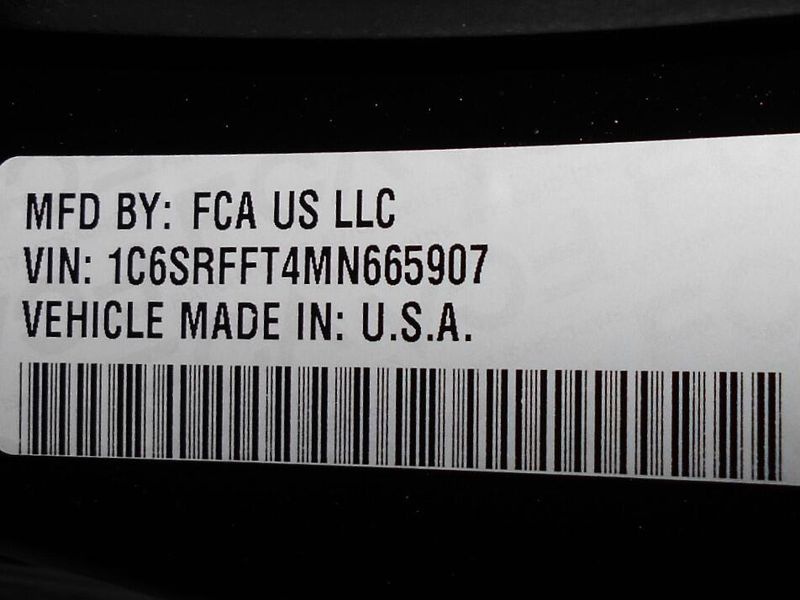 MFD BY: FCA US LLC
VIN: 1C6SRFFT4MN665907
VEHICLE MADE IN: U.S.A.